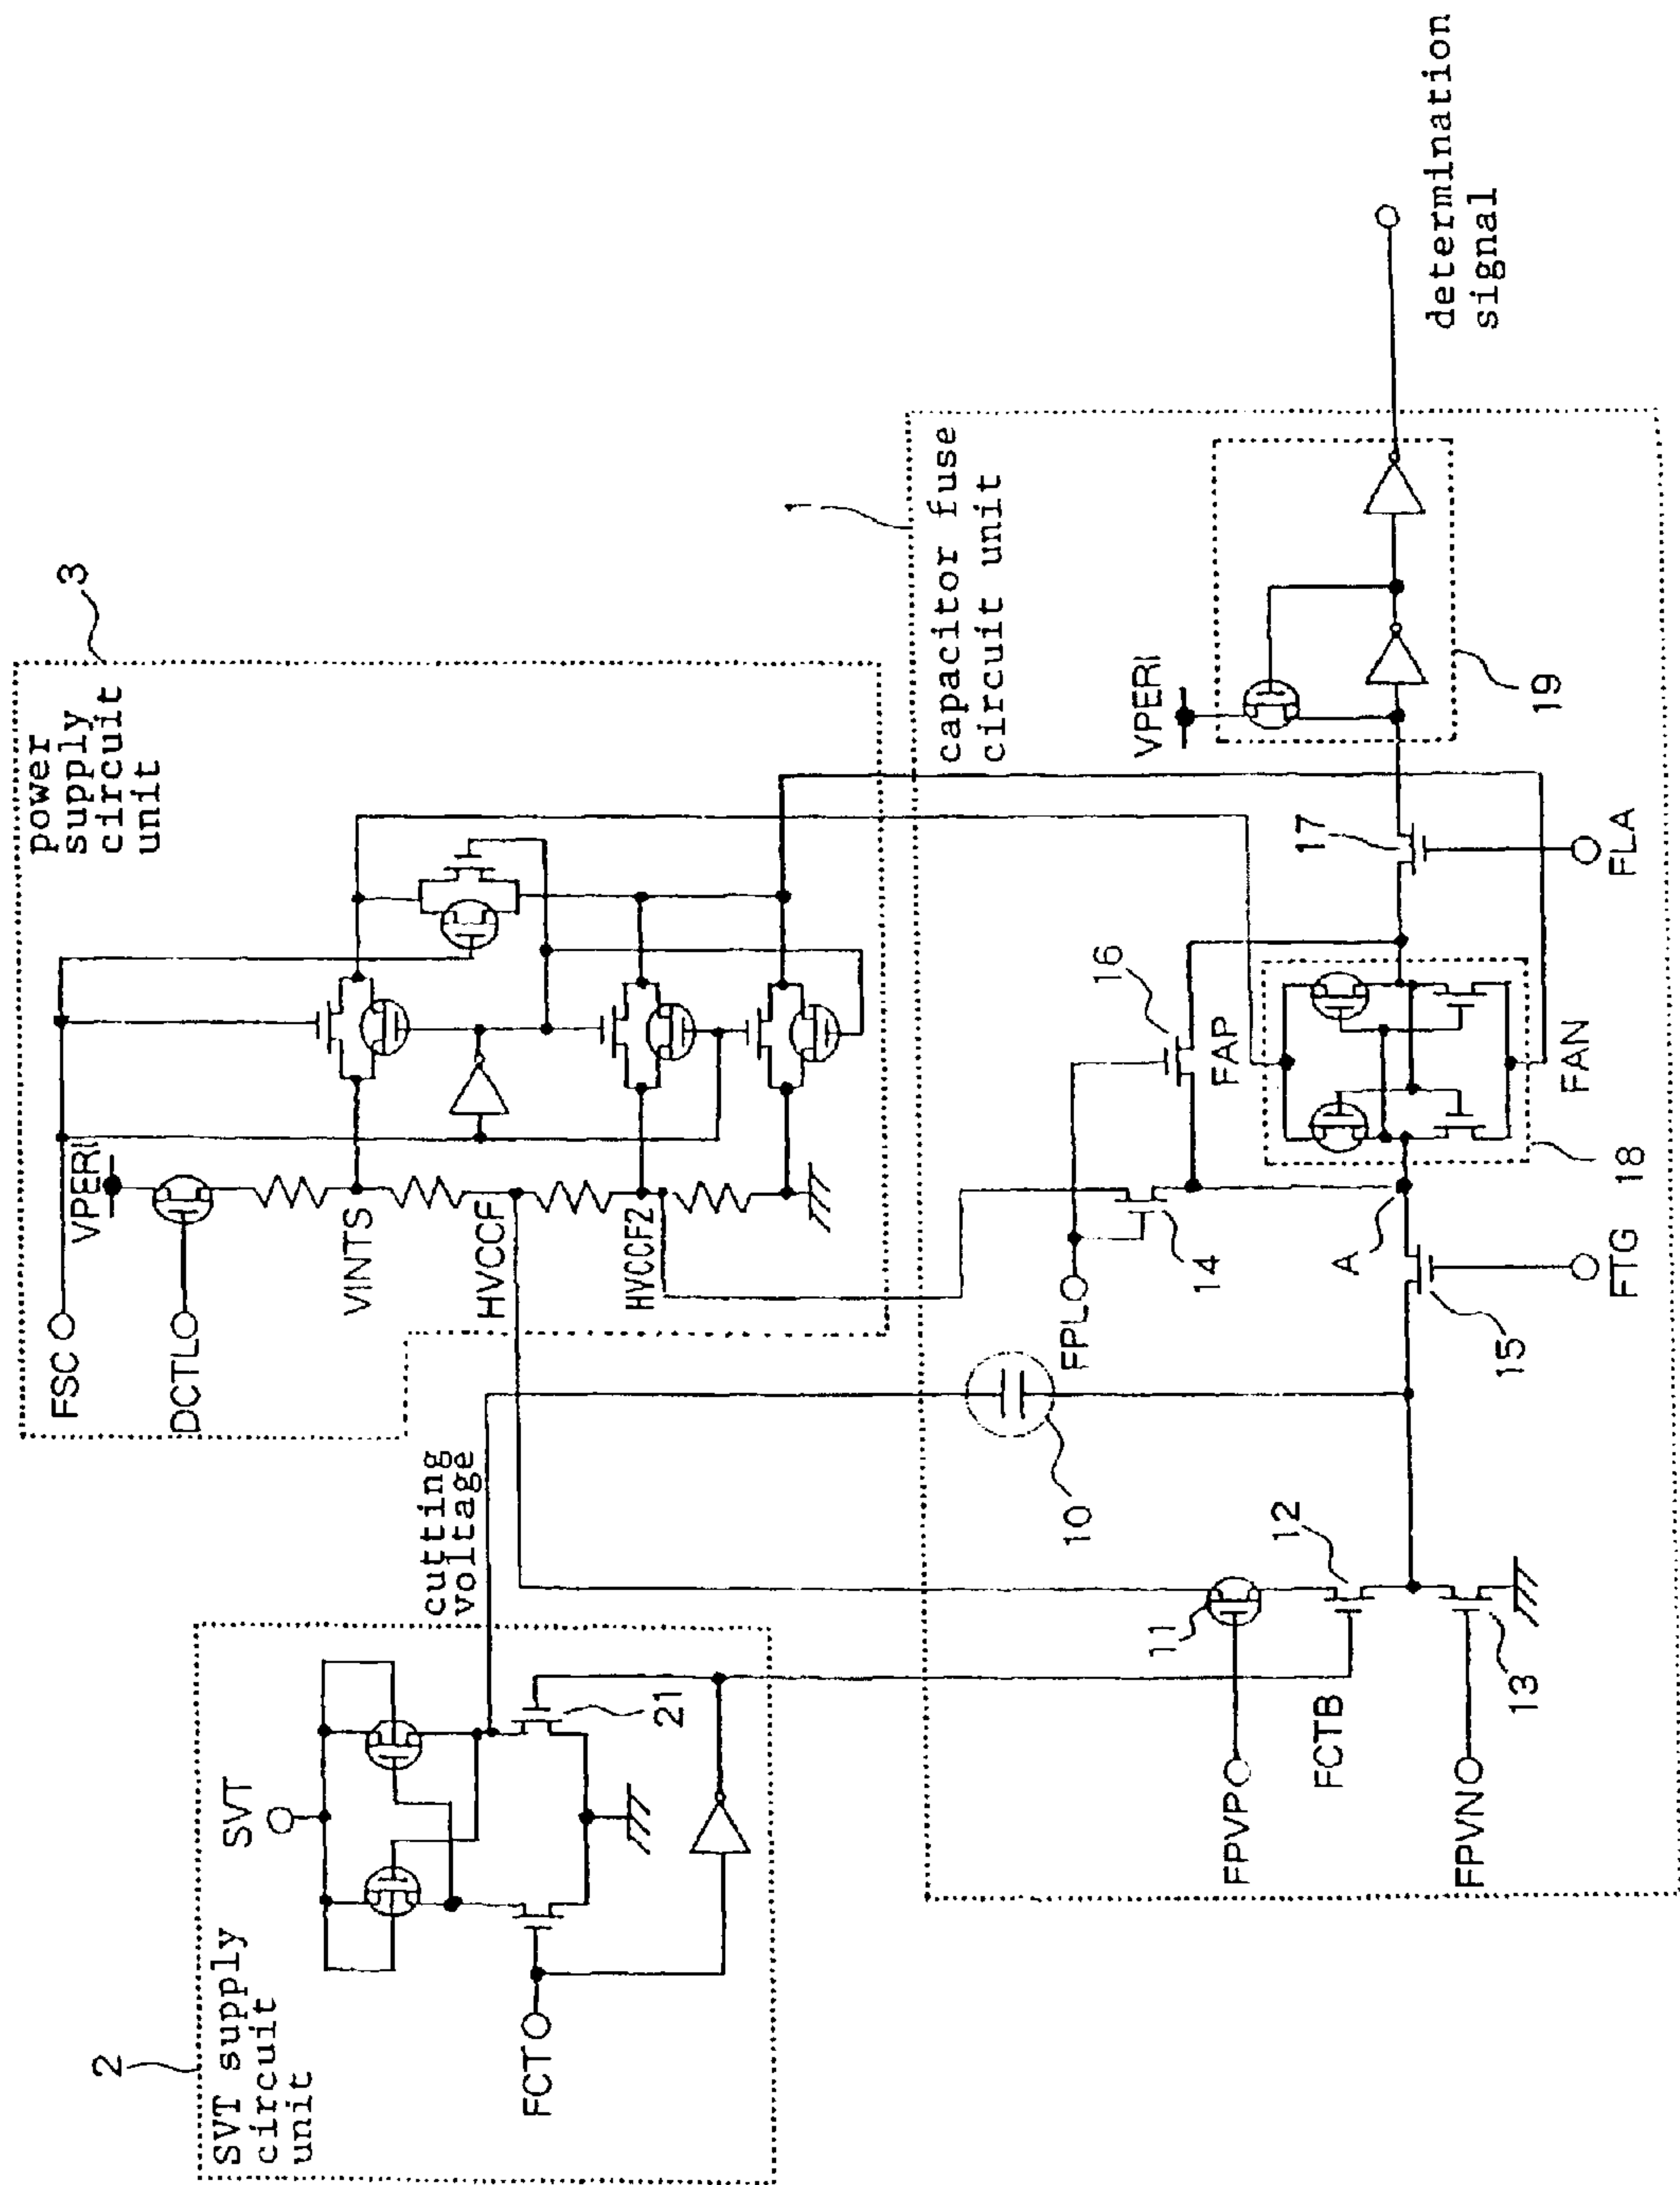 2
SVT supply
circuit
unit
SVT
FCT
21
cutting
voltage
3
power
supply
circuit
unit
FSC
DCTL
VPERI
VINTS
HVCCF
HVCCF2
1
capacitor fuse
circuit unit
FPVP
FCTB
FPVN
11
12
13
10
FPL
14
16
15
FTG
A
FAP
FAN
18
17
FLA
VPERI
19
determination
signal